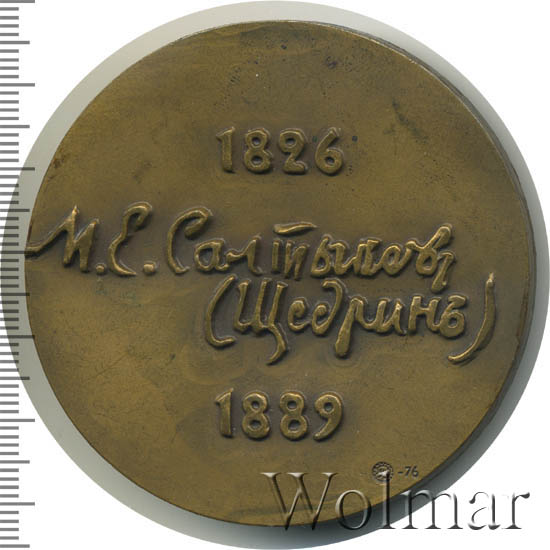 1826
М. Е. Салтыковъ
(Щедринъ)
1889
-76
Wolmar